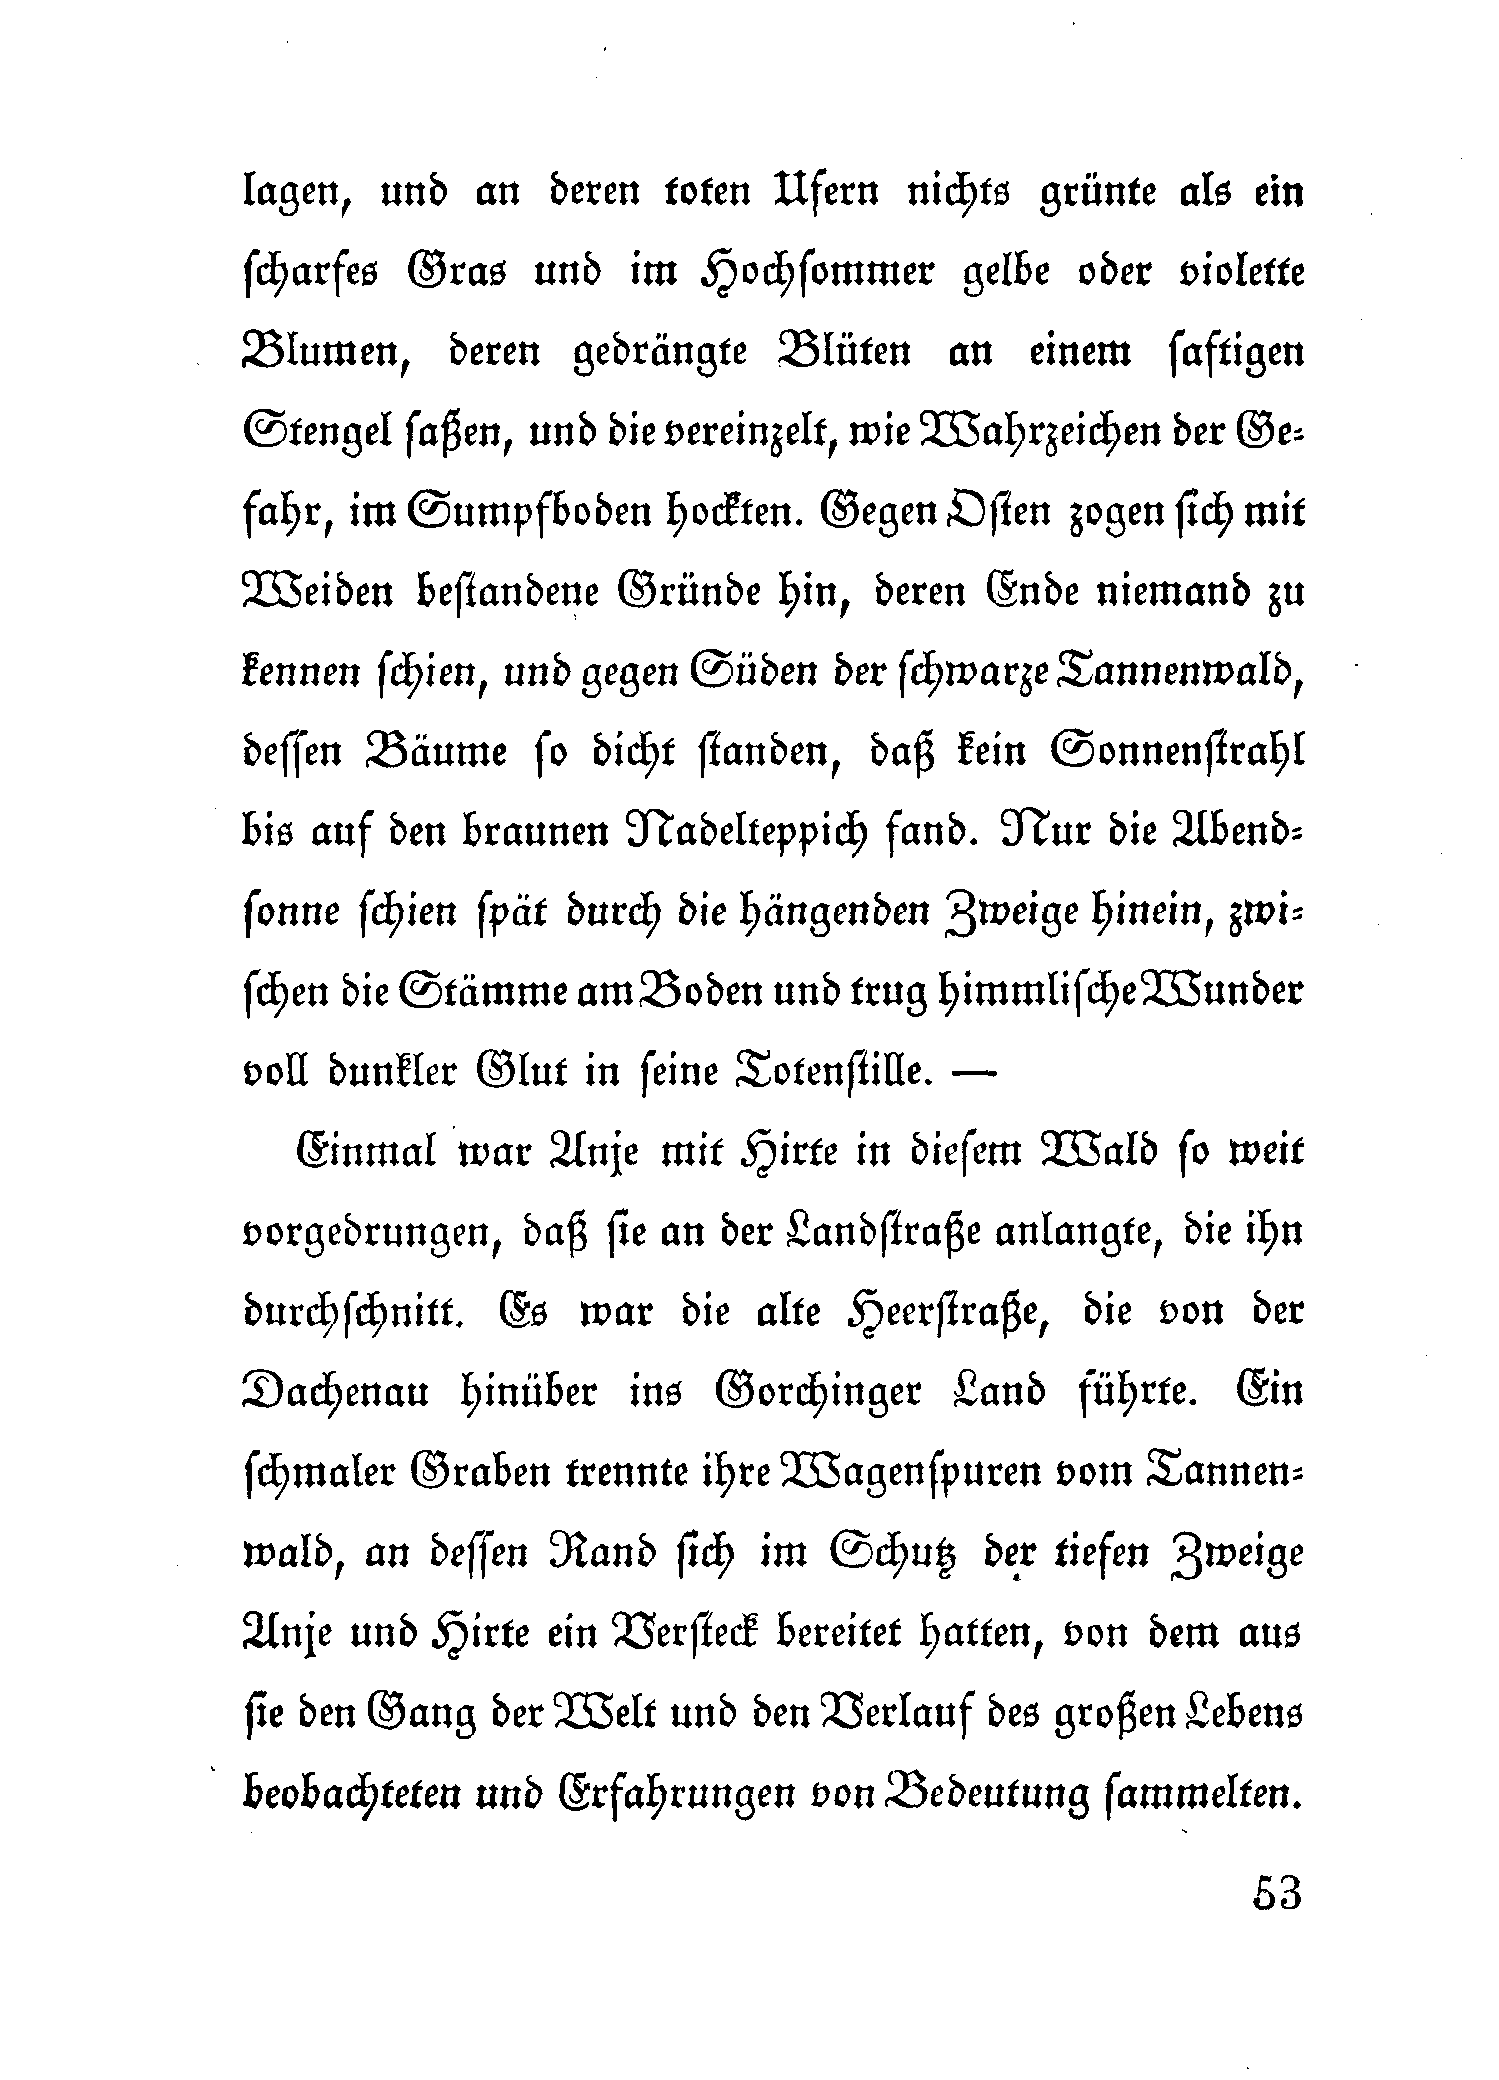 lagen, und an deren toten Ufern nichts grünte als ein
ſcharfes Gras und im Hochſommer gelbe oder violette
Blumen, deren gedrängte Blüten an einem ſaftigen
Stengel ſaßen, und die vereinzelt, wie Wahrzeichen der Ge-
fahr, im Sumpfboden hockten. Gegen Oſten zogen ſich mit
Weiden beſtandene Gründe hin, deren Ende niemand zu
kennen ſchien, und gegen Süden der ſchwarze Tannenwald,
deſſen Bäume ſo dicht ſtanden, daß kein Sonnenſtrahl
bis auf den braunen Nadelteppich fand. Nur die Abend-
ſonne ſchien ſpät durch die hängenden Zweige hinein, zwi-
ſchen die Stämme am Boden und trug himmliſche Wunder
voll dunkler Glut in ſeine Totenſtille. —
Einmal war Anje mit Hirte in dieſem Wald ſo weit
vorgedrungen, daß ſie an der Landſtraße anlangte, die ihn
durchſchnitt. Es war die alte Heerſtraße, die von der
Dachenau hinüber ins Gorchinger Land führte. Ein
ſchmaler Graben trennte ihre Wagenſpuren vom Tannen-
wald, an deſſen Rand ſich im Schutz der tiefen Zweige
Anje und Hirte ein Verſteck bereitet hatten, von dem aus
ſie den Gang der Welt und den Verlauf des großen Lebens
beobachteten und Erfahrungen von Bedeutung ſammelten.
53